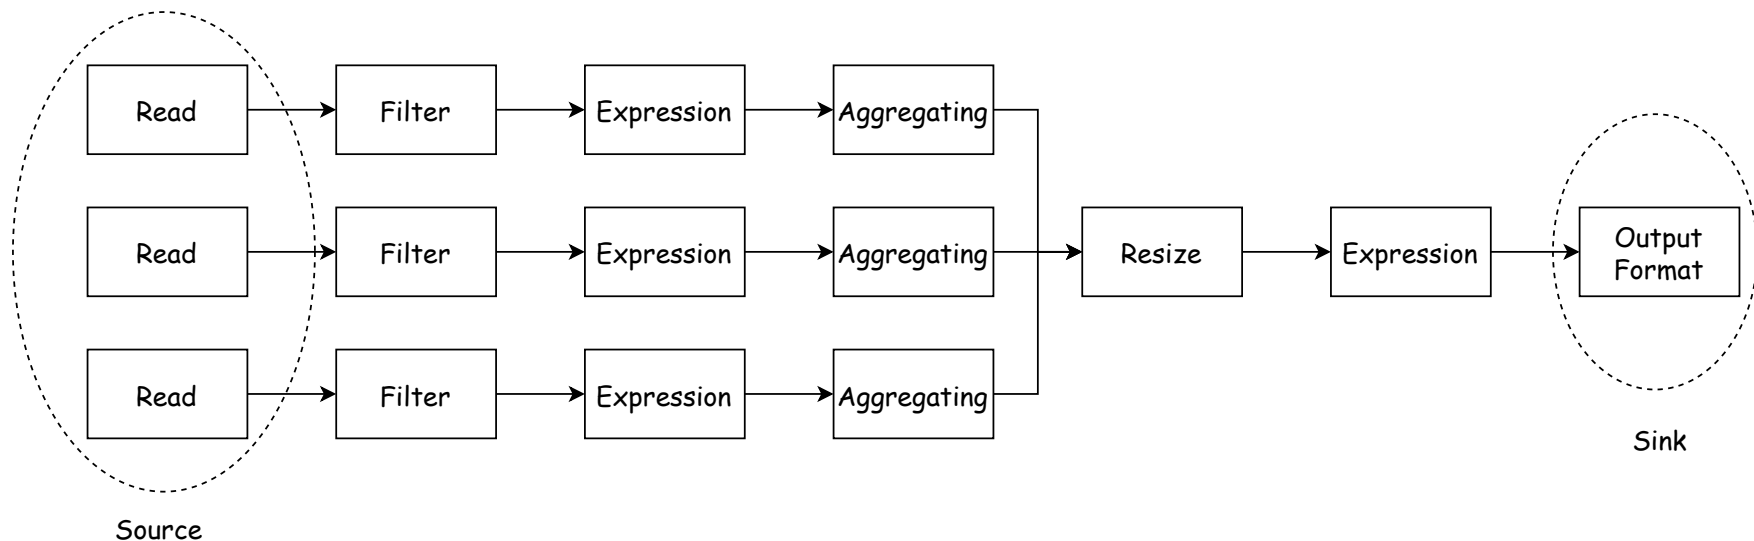 Read
Filter
Expression
Aggregating
Read
Filter
Expression
Aggregating
Resize
Expression
Output
Format
Read
Filter
Expression
Aggregating
Sink
Source